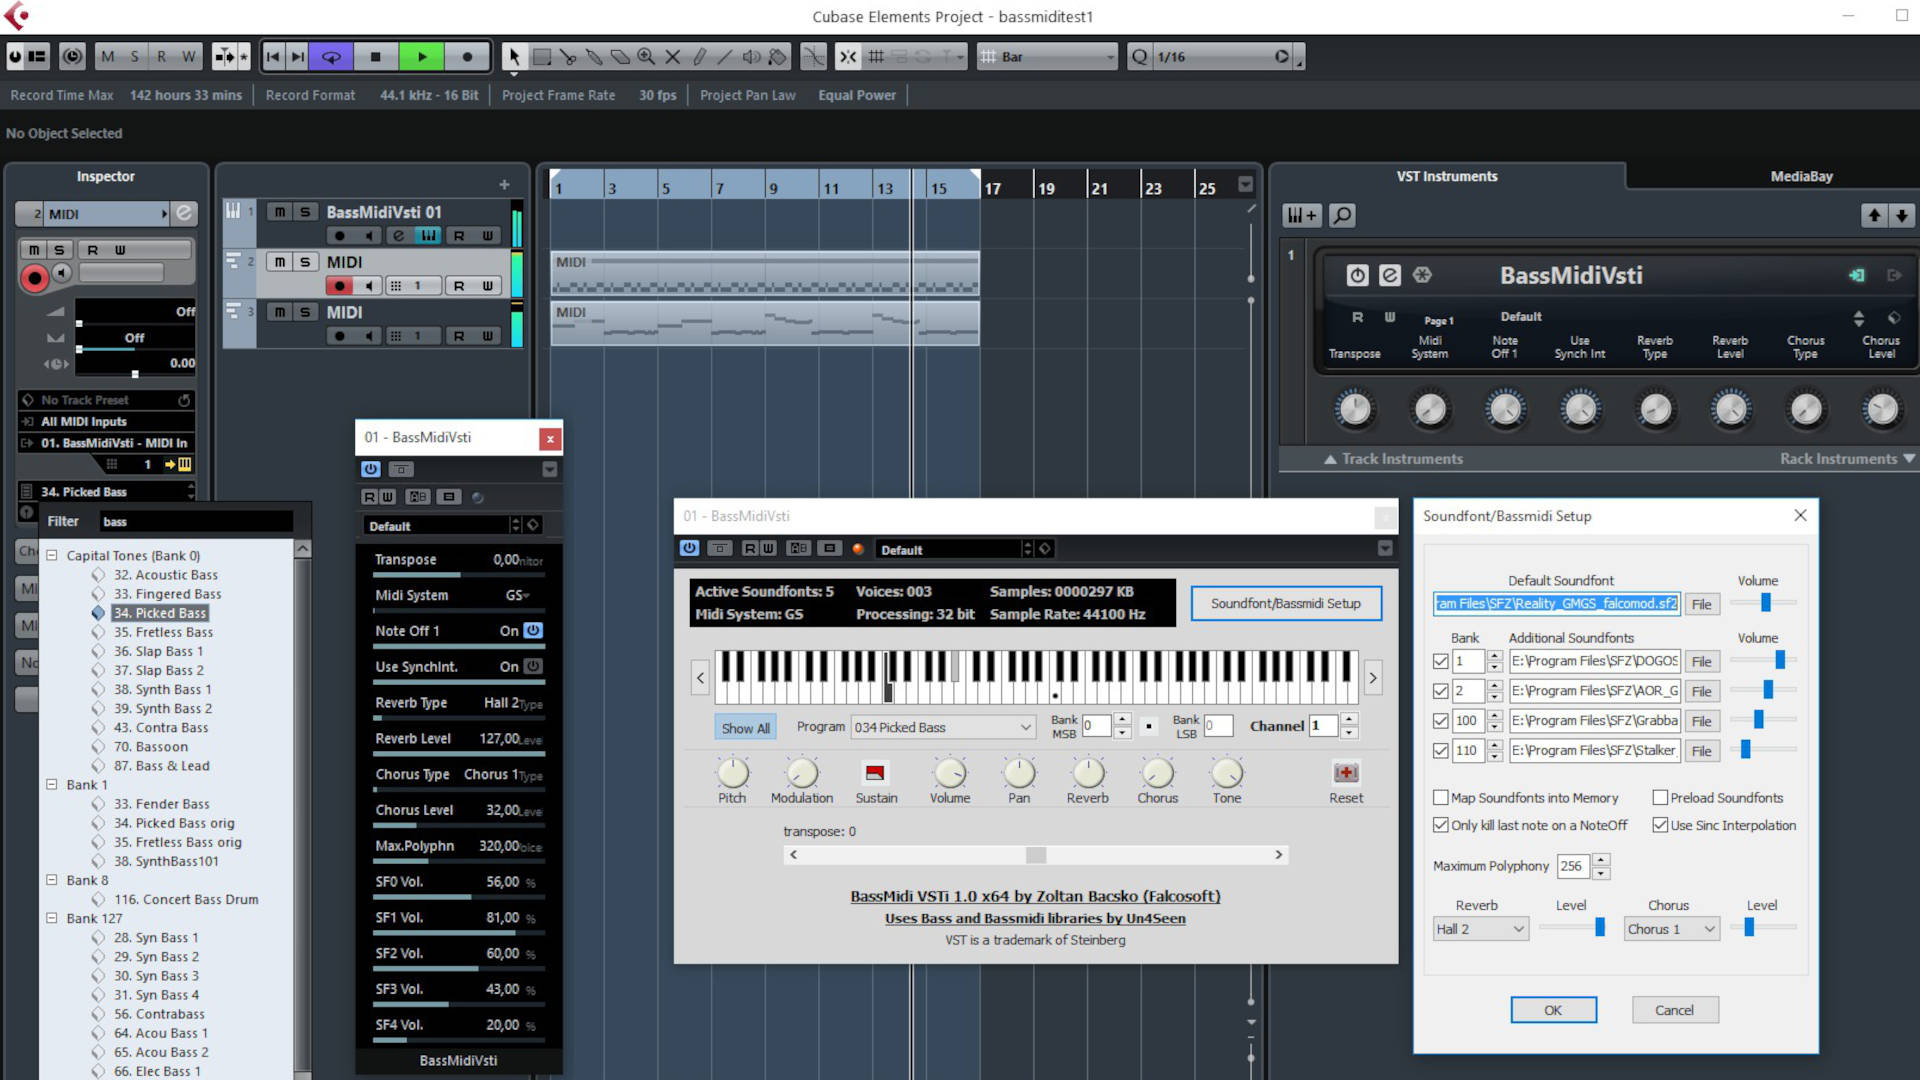 Cubase Elements Project - bassmiditest1
M S R W
Bar
Q 1/16
Record Time Max 142 hours 33 mins Record Format 44.1 kHz - 16 Bit Project Frame Rate 30 fps Project Pan Law Equal Power
No Object Selected
Inspector
2 MIDI
m S R W
Off
Off
0.00
No Track Preset
All MIDI Inputs
01. BassMidiVsti - MIDI In
1
34. Picked Bass
Filter bass
Capital Tones (Bank 0)
32. Acoustic Bass
33. Fingered Bass
34. Picked Bass
35. Fretless Bass
36. Slap Bass 1
37. Slap Bass 2
38. Synth Bass 1
39. Synth Bass 2
43. Contra Bass
70. Bassoon
87. Bass & Lead
Bank 1
33. Fender Bass
34. Picked Bass orig
35. Fretless Bass orig
38. SynthBass101
Bank 8
116. Concert Bass Drum
Bank 127
28. Syn Bass 1
29. Syn Bass 2
30. Syn Bass 3
31. Syn Bass 4
56. Contrabass
64. Acou Bass 1
65. Acou Bass 2
66. Elec Bass 1
1 m S BassMidiVsti 01
R W
2 m S MIDI
1 R W
3 m S MIDI
1 R W
1 3 5 7 9 11 13 15 17 19 21 23 25
MIDI
MIDI
VST Instruments
MediaBay
1
BassMidiVsti
R W Page 1 Default
Transpose
Midi System
Note Off 1
Use Synch Int
Reverb Type
Reverb Level
Chorus Type
Chorus Level
Track Instruments
Rack Instruments
01 - BassMidiVsti x
R W
Default
Transpose 0,00
Midi System GS
Note Off 1 On
Use SynchInt. On
Reverb Type Hall 2 Type
Reverb Level 127,00 Level
Chorus Type Chorus 1 Type
Chorus Level 32,00 Level
Max.Polyphn 320,00
SF0 Vol. 56,00 %
SF1 Vol. 81,00 %
SF2 Vol. 60,00 %
SF3 Vol. 43,00 %
SF4 Vol. 20,00 %
BassMidiVsti
01 - BassMidiVsti
R W
Default
Active Soundfonts: 5 Voices: 003 Samples: 0000297 KB
Midi System: GS Processing: 32 bit Sample Rate: 44100 Hz
Soundfont/Bassmidi Setup
Show All Program 034 Picked Bass Bank MSB 0 Bank LSB 0 Channel 1
Pitch Modulation Sustain Volume Pan Reverb Chorus Tone Reset
transpose: 0
BassMidi VSTi 1.0 x64 by Zoltan Bacsko (Falcosoft)
Uses Bass and Bassmidi libraries by Un4Seen
VST is a trademark of Steinberg
Soundfont/Bassmidi Setup
Default Soundfont Volume
ram Files\SFZ\Reality_GMGS_falcomod.sf2 File
Bank Additional Soundfonts Volume
1 E:\Program Files\SFZ\DOGOS File
2 E:\Program Files\SFZ\AOR_G File
100 E:\Program Files\SFZ\Grabba File
110 E:\Program Files\SFZ\Stalker_ File
Map Soundfonts into Memory Preload Soundfonts
Only kill last note on a NoteOff Use Sinc Interpolation
Maximum Polyphony 256
Reverb Level Chorus Level
Hall 2 Chorus 1
OK Cancel